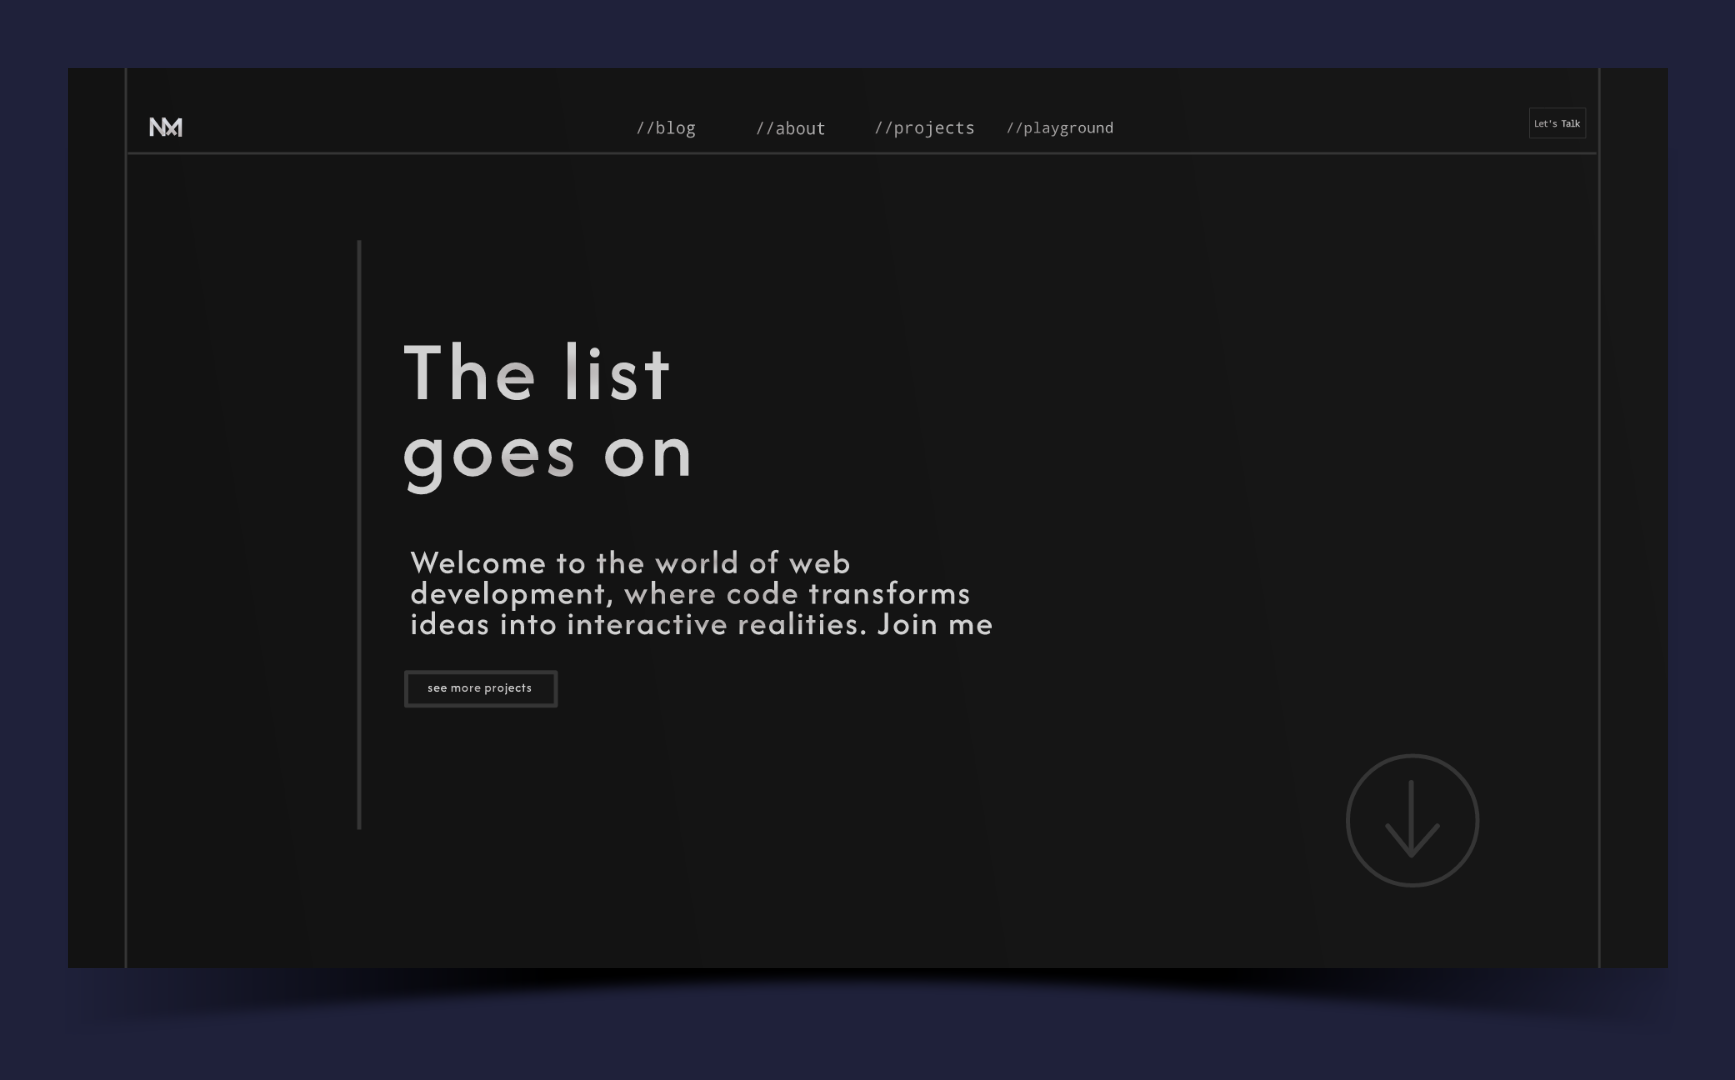 NM
//blog //about //projects //playground
Let's Talk
The list
goes on
Welcome to the world of web
development, where code transforms
ideas into interactive realities. Join me
see more projects